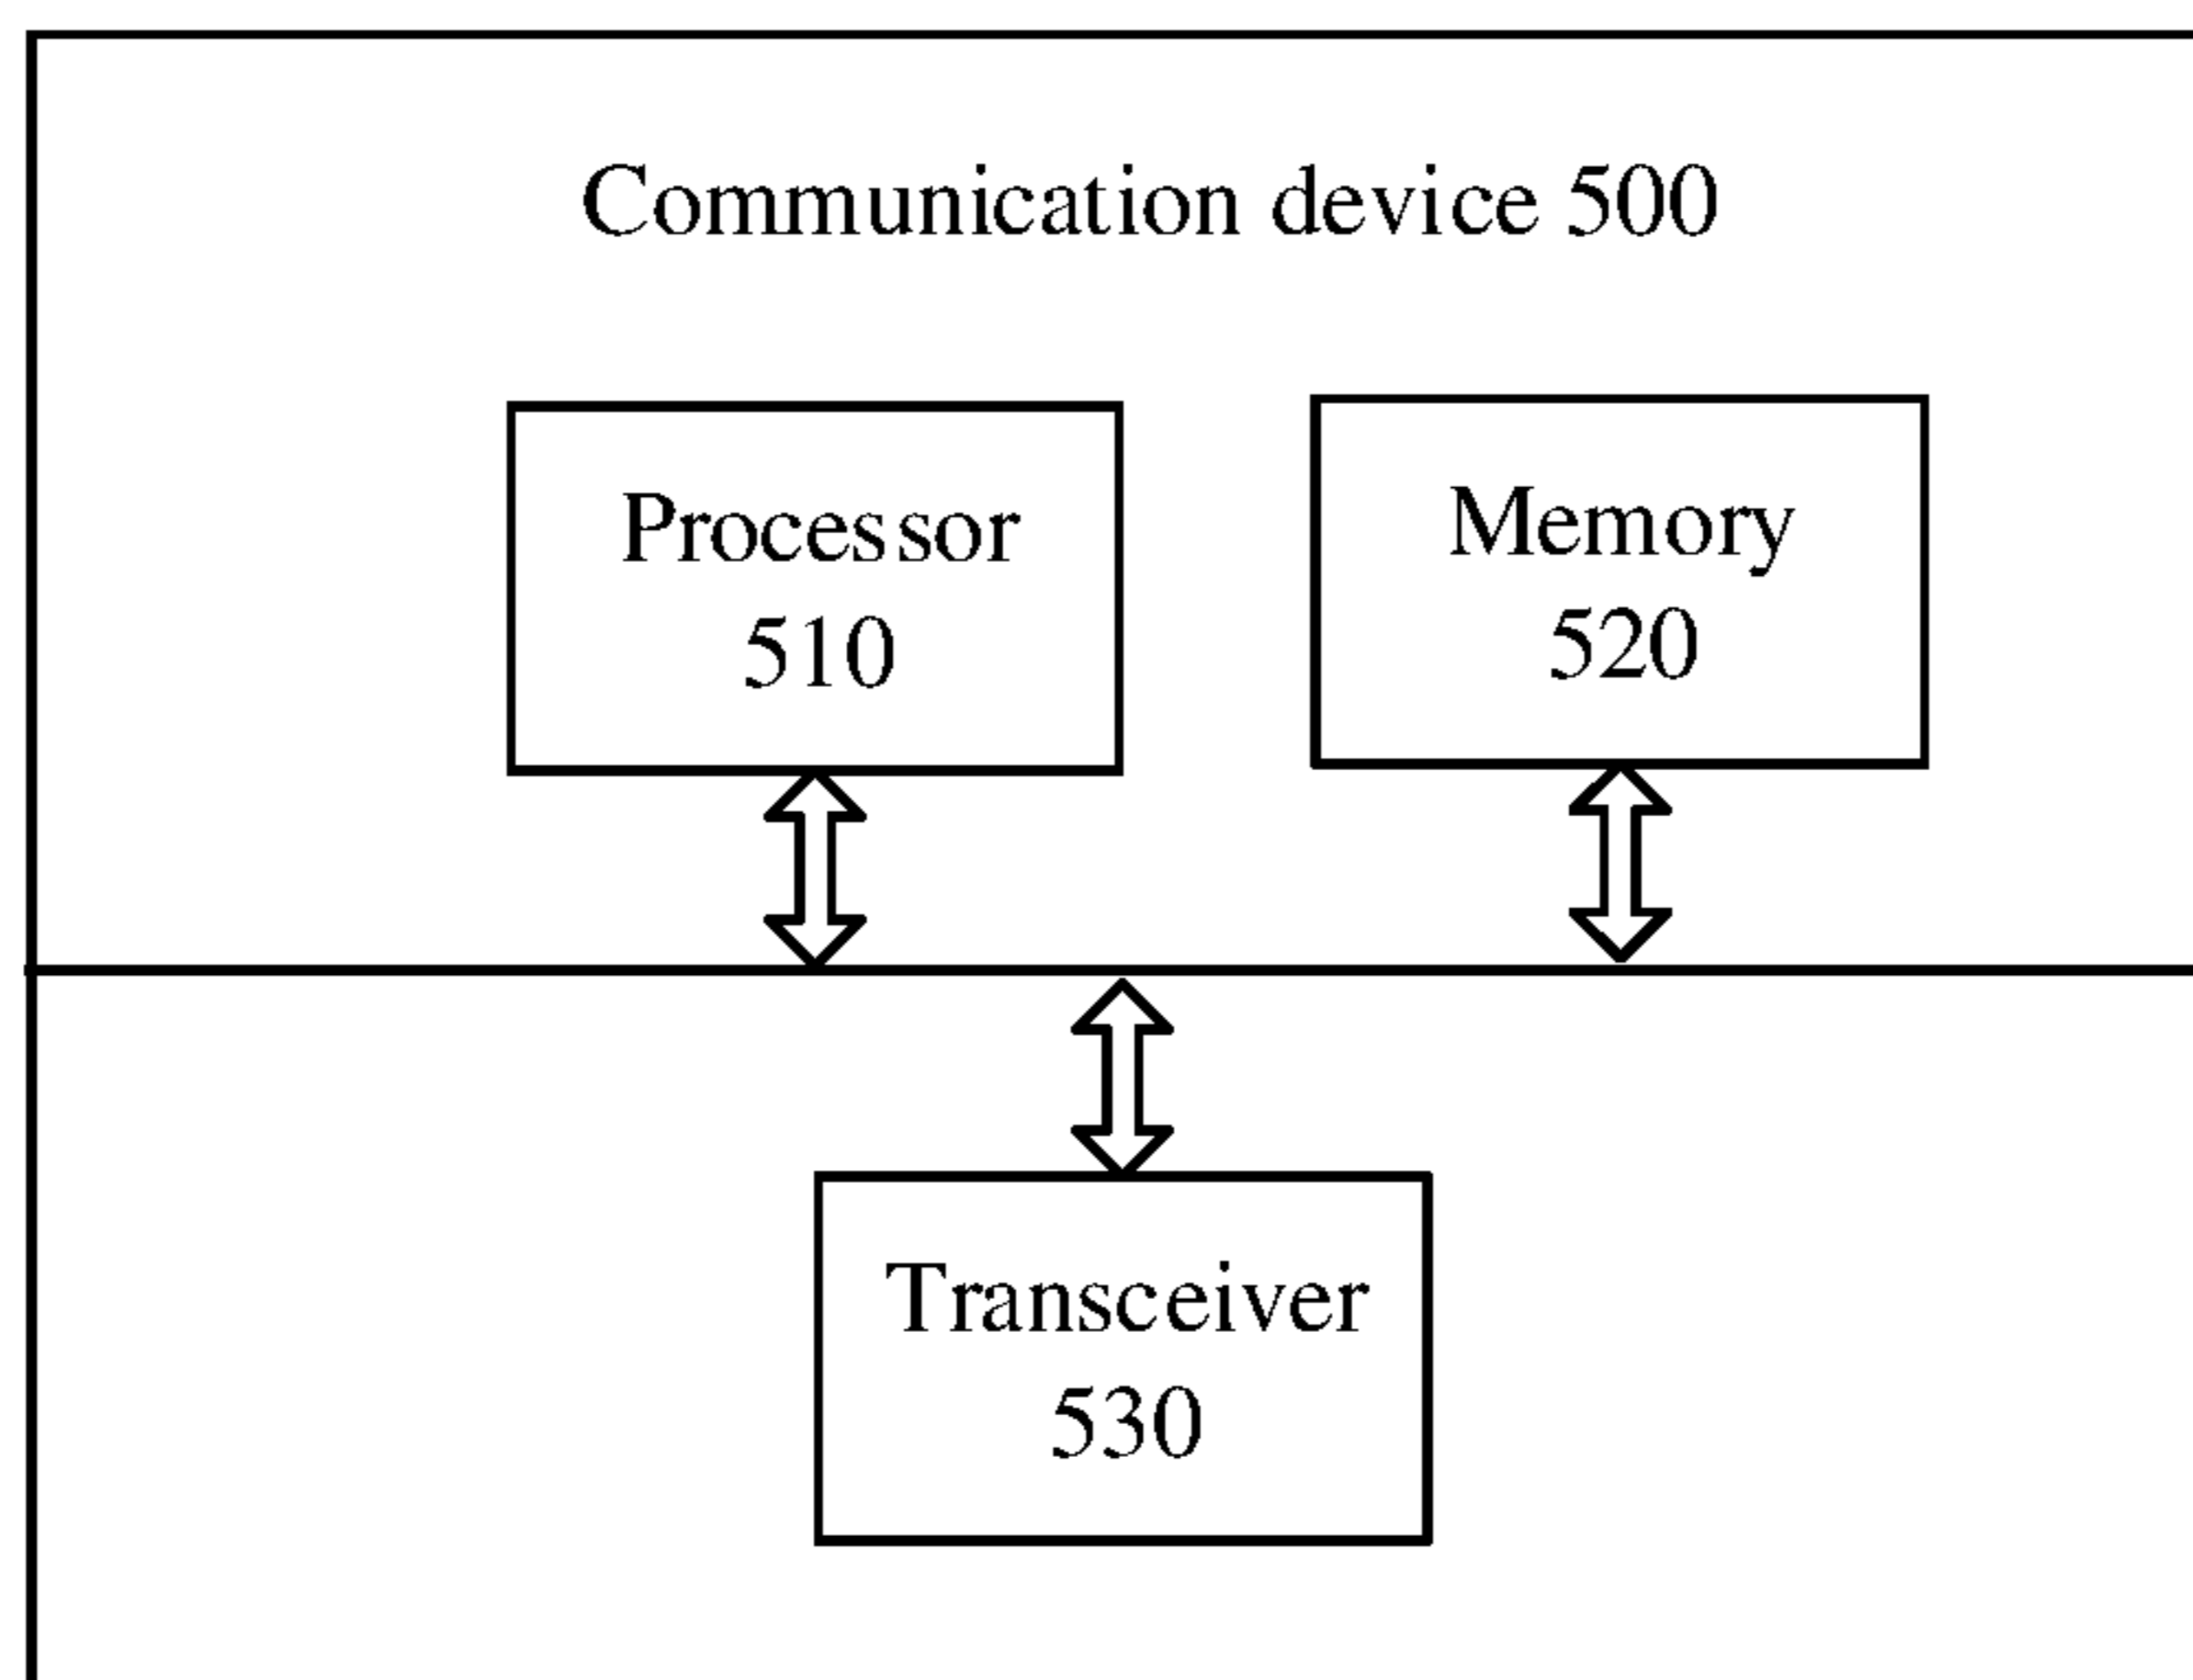 Communication device 500
Processor
510
Memory
520
Transceiver
530